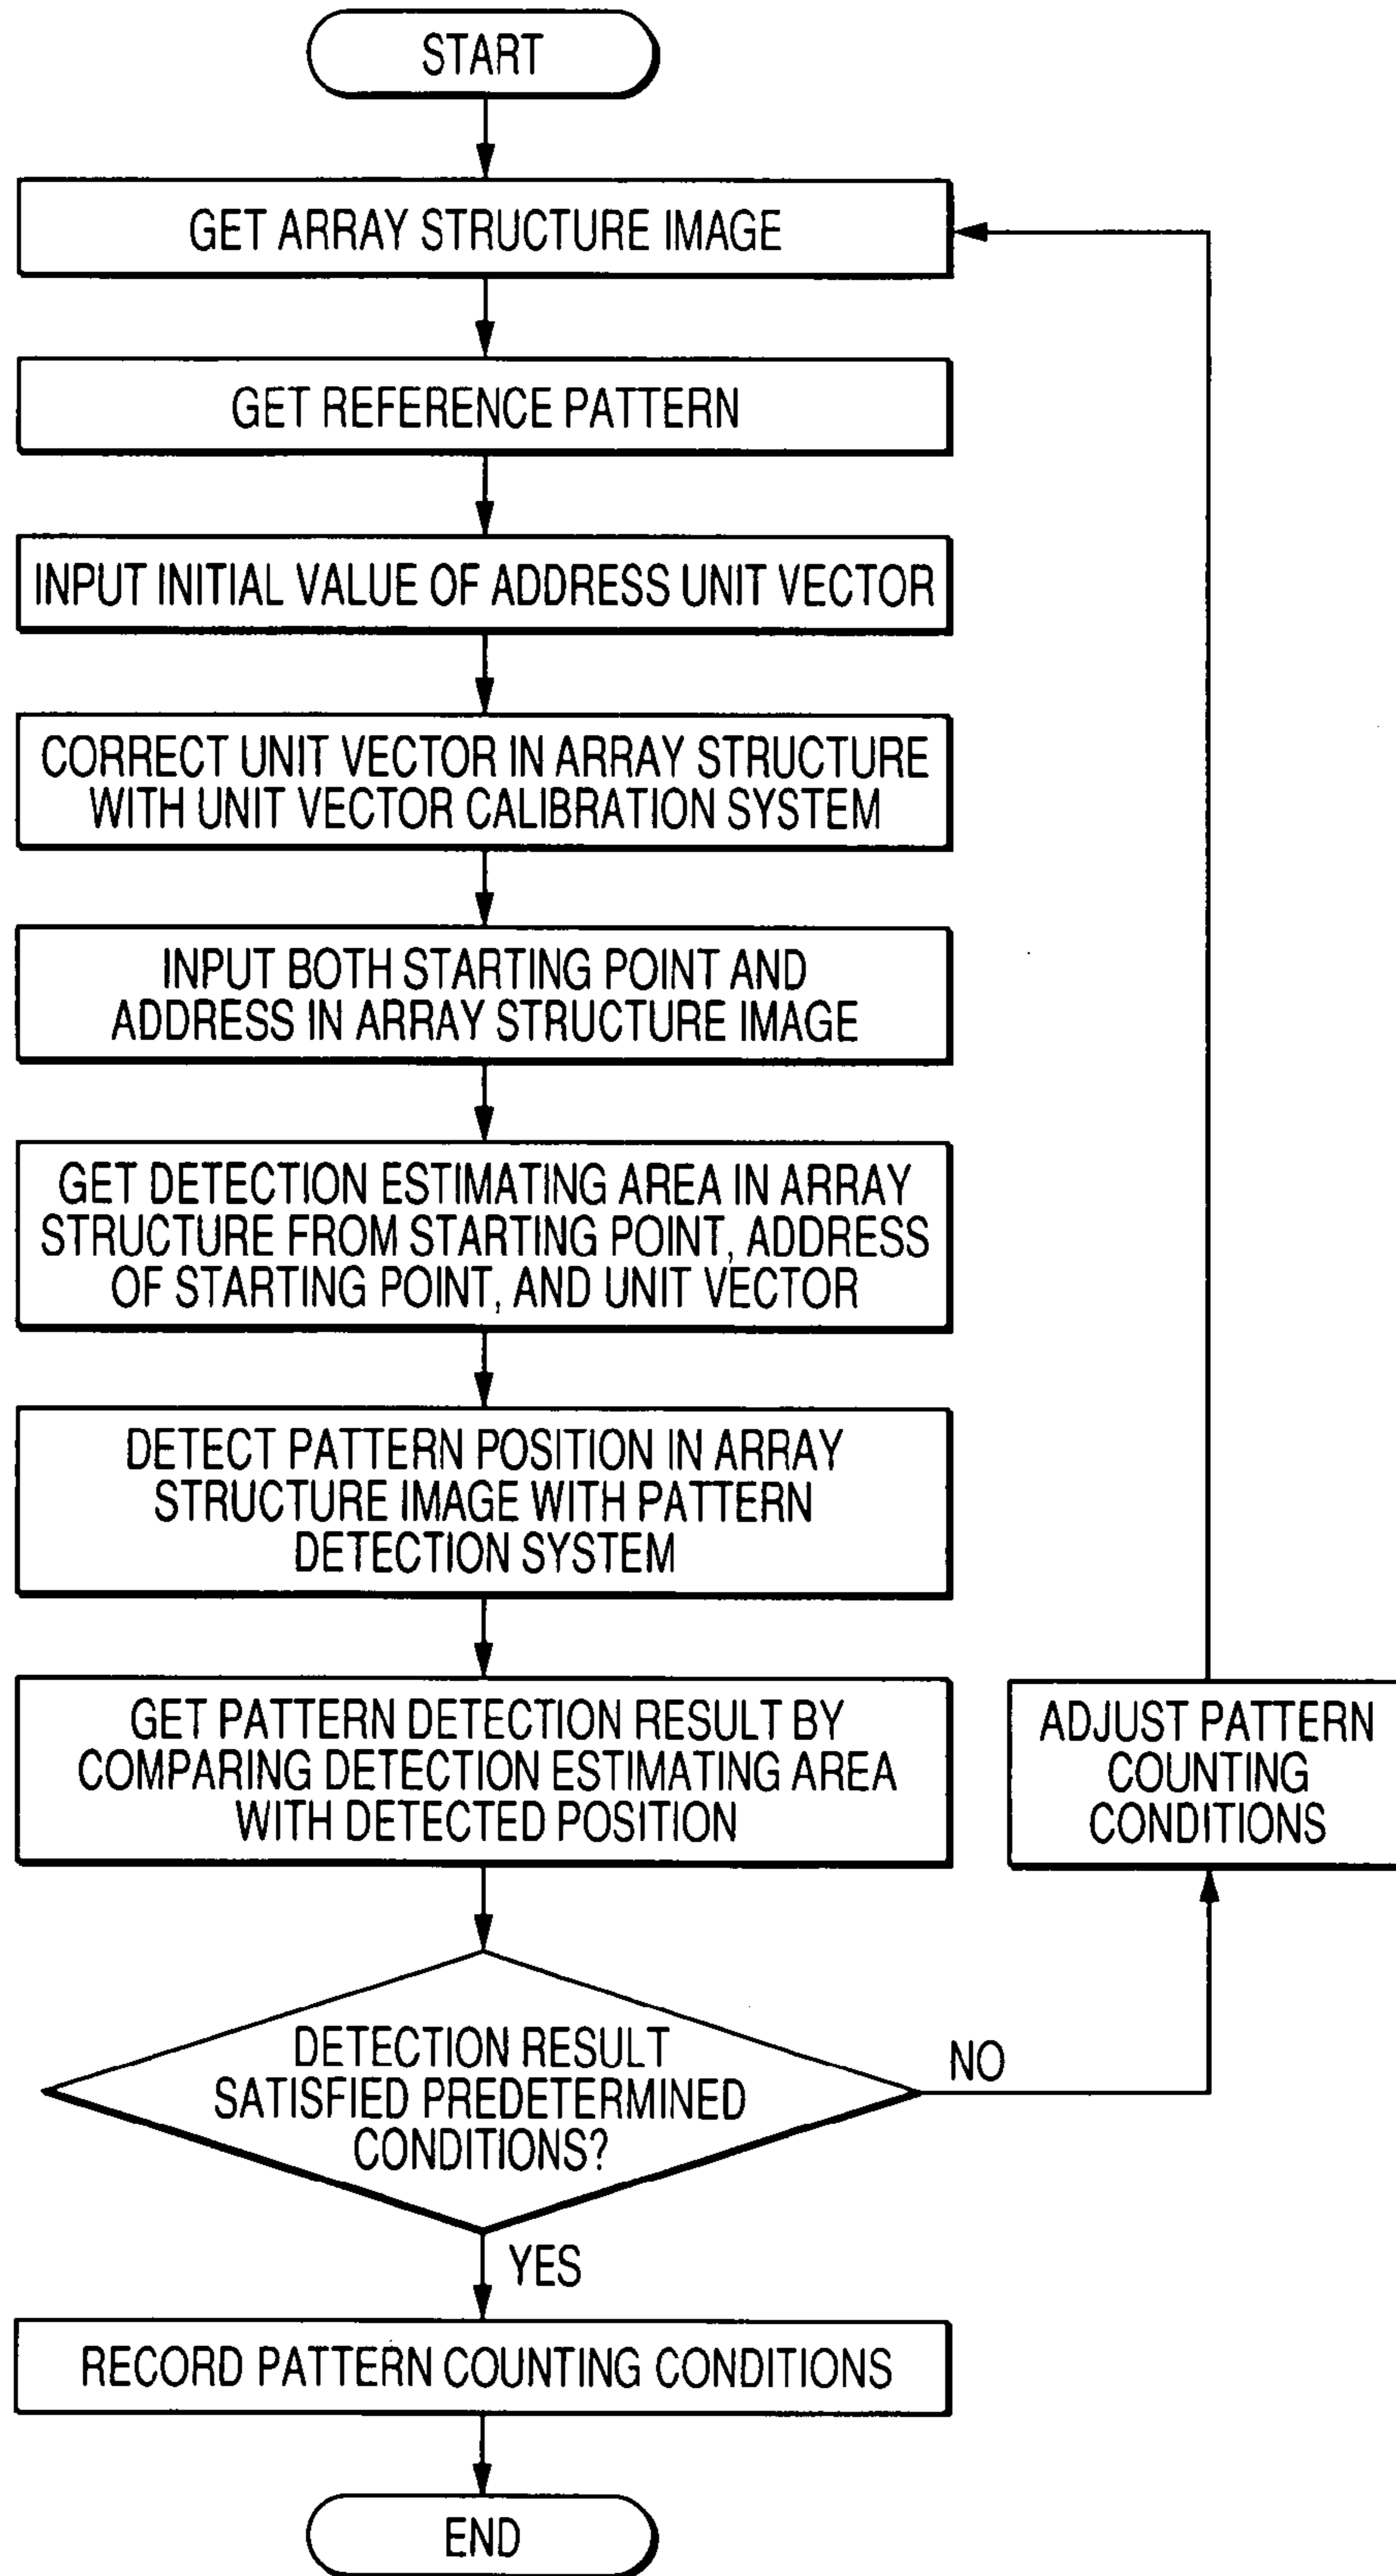 START
GET ARRAY STRUCTURE IMAGE
GET REFERENCE PATTERN
INPUT INITIAL VALUE OF ADDRESS UNIT VECTOR
CORRECT UNIT VECTOR IN ARRAY STRUCTURE
WITH UNIT VECTOR CALIBRATION SYSTEM
INPUT BOTH STARTING POINT AND
ADDRESS IN ARRAY STRUCTURE IMAGE
GET DETECTION ESTIMATING AREA IN ARRAY
STRUCTURE FROM STARTING POINT, ADDRESS
OF STARTING POINT, AND UNIT VECTOR
DETECT PATTERN POSITION IN ARRAY
STRUCTURE IMAGE WITH PATTERN
DETECTION SYSTEM
GET PATTERN DETECTION RESULT BY
COMPARING DETECTION ESTIMATING AREA
WITH DETECTED POSITION
ADJUST PATTERN
COUNTING
CONDITIONS
DETECTION RESULT
SATISFIED PREDETERMINED
CONDITIONS?
NO
YES
RECORD PATTERN COUNTING CONDITIONS
END